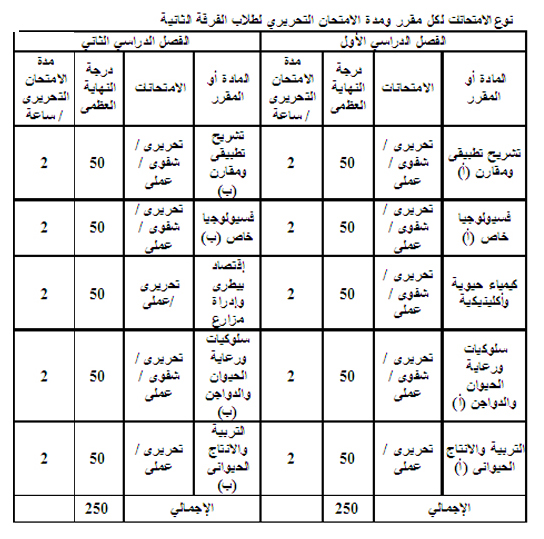 نوع الامتحانات لكل مقرر ومدة الامتحان التحريري لطلاب الفرقة الثانية
الفصل الدراسي الأول
الفصل الدراسي الثاني
المادة أو
المقرر
الامتحانات
درجة
النهاية
العظمى
مدة
الامتحان
التحريرى
/ ساعة
المادة أو
المقرر
الامتحانات
درجة
النهاية
العظمى
مدة
الامتحان
التحريرى
/ ساعة
تشريح تطبيقى
ومقارن (أ)
تحريرى /
شفوى /
عملى
50
2
تشريح
تطبيقى
ومقارن
(ب)
تحريرى /
شفوى /
عملى
50
2
فسيولوجيا
خاص (أ)
تحريرى /
شفوى /
عملى
50
2
فسيولوجيا
خاص (ب)
تحريرى /
شفوى /
عملى
50
2
كيمياء حيوية
وأكلينيكية
تحريرى /
شفوى /
عملى
50
2
إقتصاد
بيطرى
وإدراة
مزارع
تحريرى
/عملى
50
2
سلوكيات
ورعاية
الحيوان
والدواجن (أ)
تحريرى /
شفوى /
عملى
50
2
سلوكيات
ورعاية
الحيوان
والدواجن
(ب)
تحريرى /
شفوى /
عملى
50
2
التربية والانتاج
الحيوانى (أ)
تحريرى /
عملى
50
2
التربية
والانتاج
الحيوانى
(ب)
تحريرى /
عملى
50
2
الإجمالي
250
الإجمالي
250